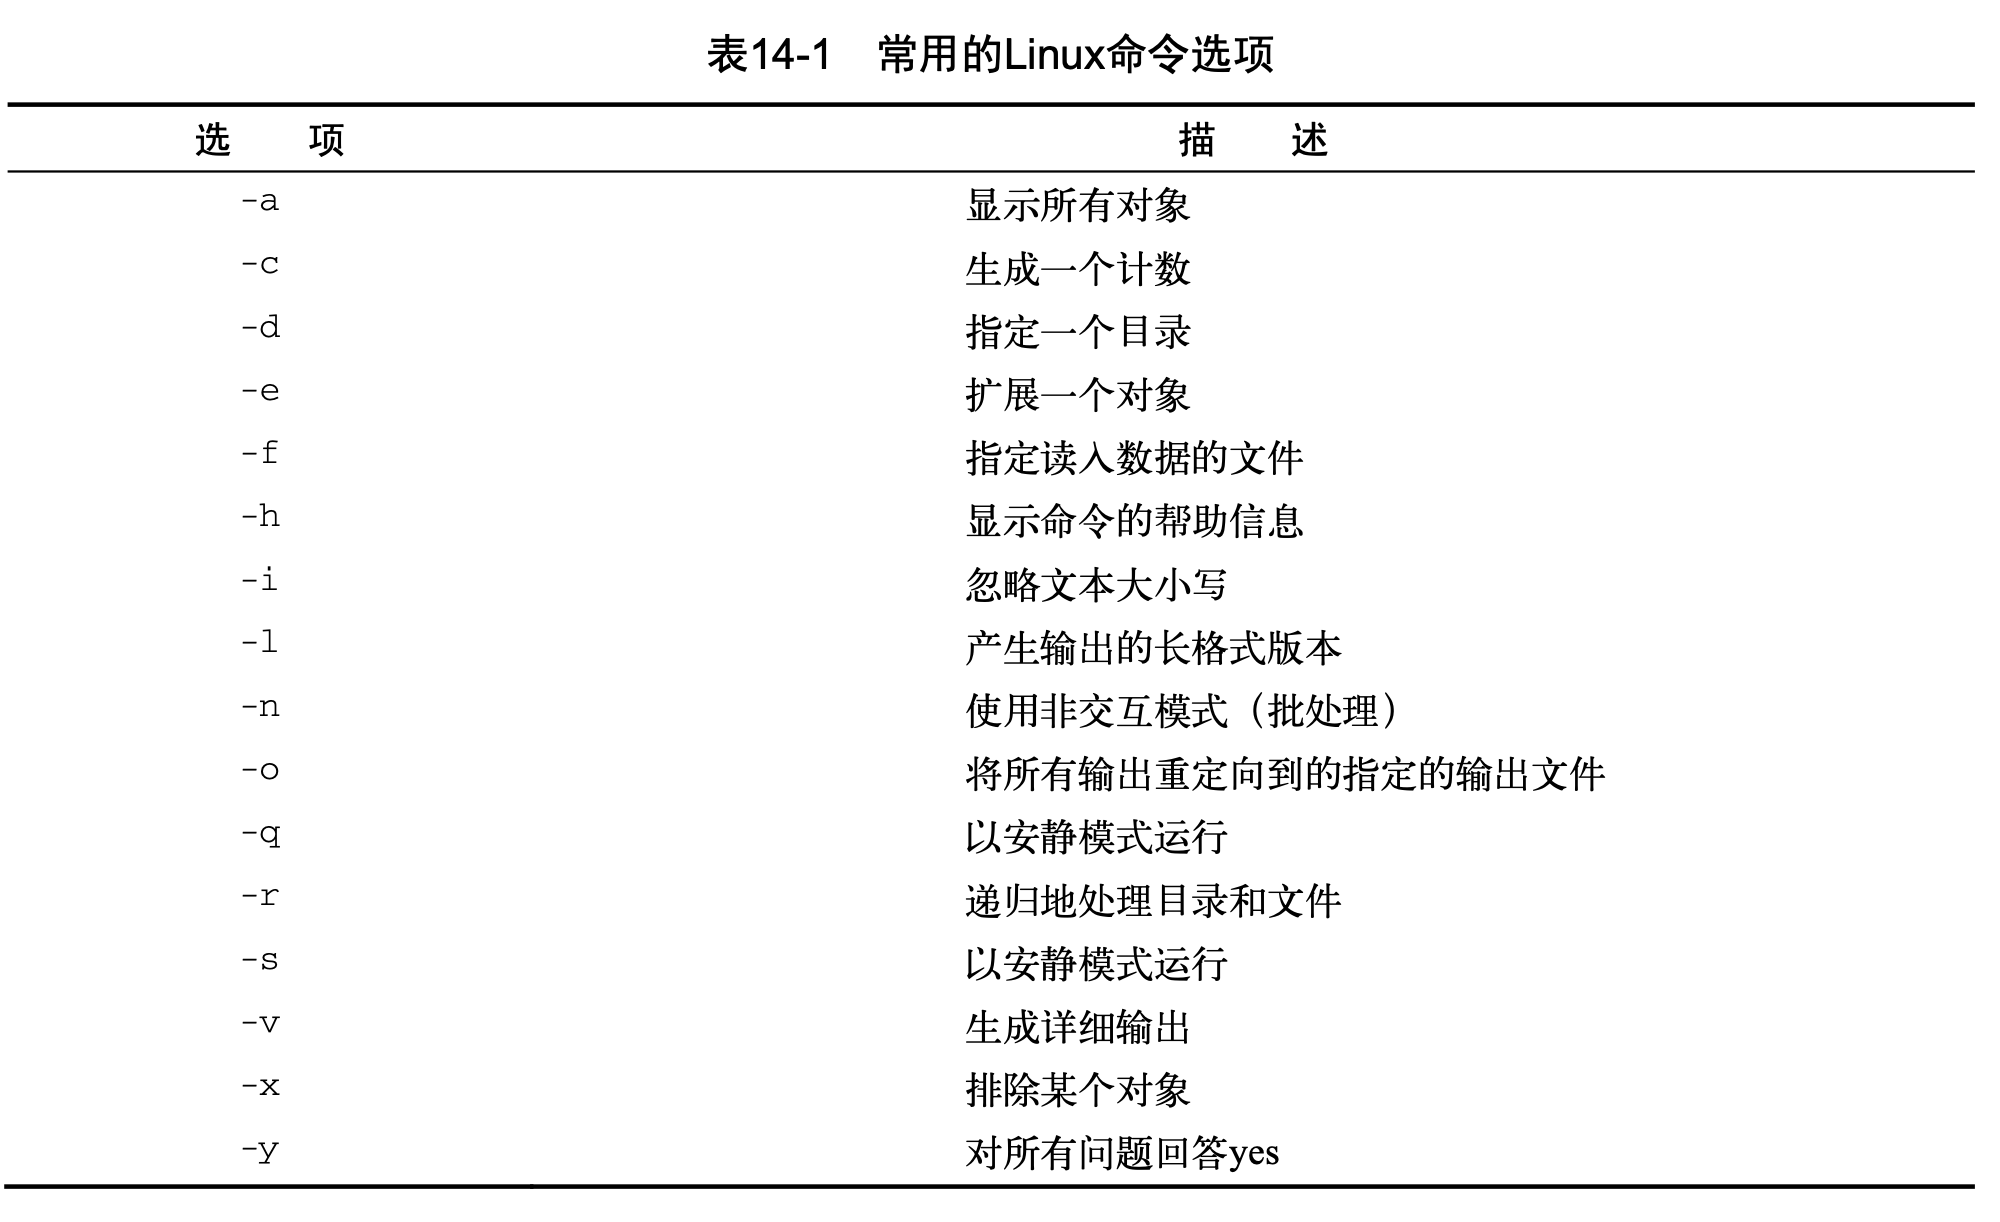 表14-1 常用的Linux命令选项
选 项 描 述
-a 显示所有对象
-c 生成一个计数
-d 指定一个目录
-e 扩展一个对象
-f 指定读入数据的文件
-h 显示命令的帮助信息
-i 忽略文本大小写
-l 产生输出的长格式版本
-n 使用非交互模式（批处理）
-o 将所有输出重定向到的指定的输出文件
-q 以安静模式运行
-r 递归地处理目录和文件
-s 以安静模式运行
-v 生成详细输出
-x 排除某个对象
-y 对所有问题回答yes